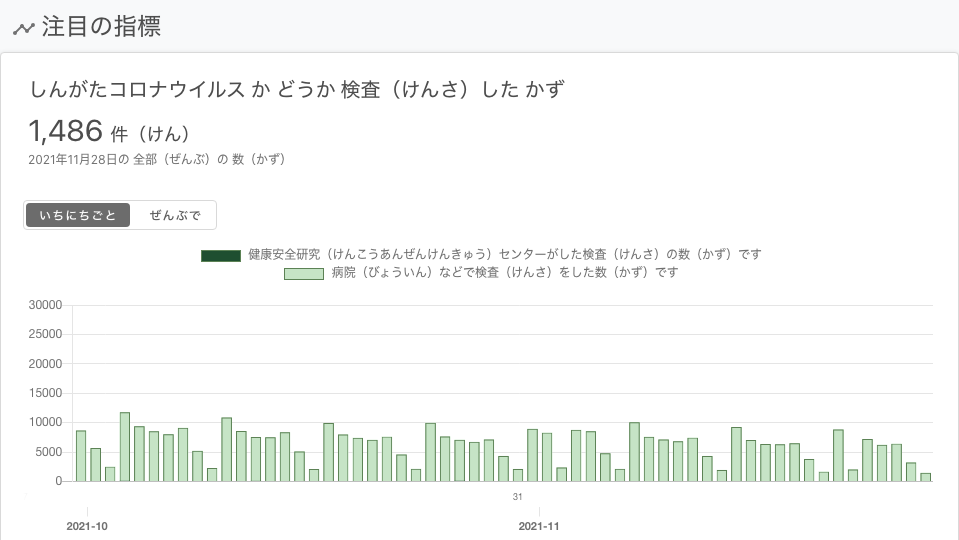 注目の指標
しんがたコロナウイルス か どうか 検査（けんさ）した かず
1,486 件（けん）
2021年11月28日の 全部（ぜんぶ）の 数（かず）
いちにちごと ぜんぶで
健康安全研究（けんこうあんぜんけんきゅう）センターがした検査（けんさ）の数（かず）です
病院（びょういん）などで検査（けんさ）をした数（かず）です
30000
25000
20000
15000
10000
5000
0
31
2021-10 2021-11